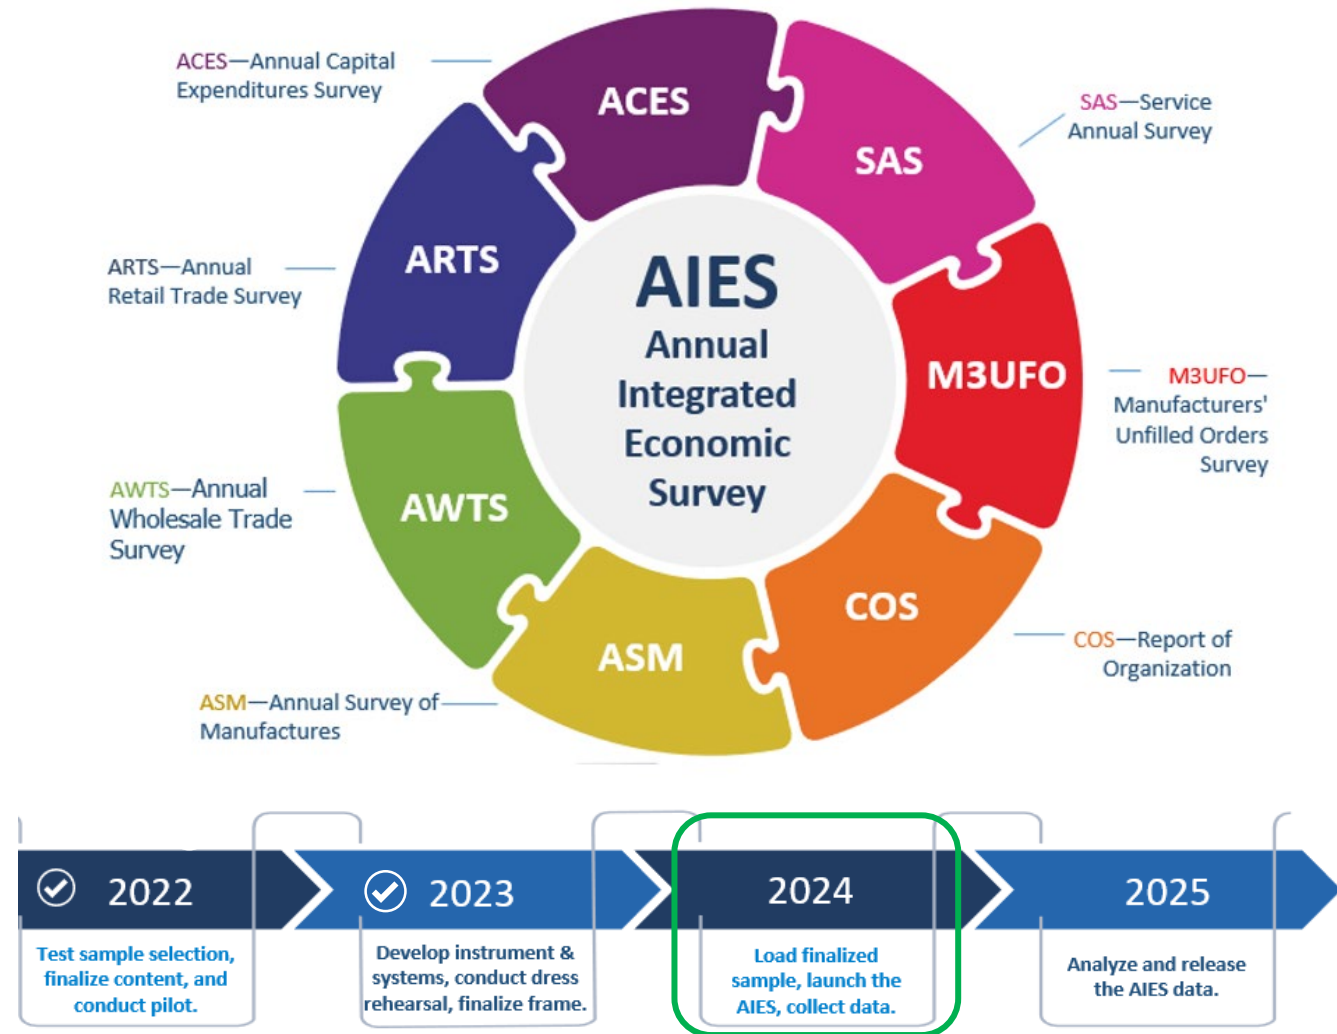 ACES—Annual Capital
Expenditures Survey
ACES
SAS—Service
Annual Survey
SAS
ARTS—Annual
Retail Trade Survey
ARTS
AIES
Annual
Integrated
Economic
Survey
M3UFO
M3UFO—
Manufacturers'
Unfilled Orders
Survey
AWTS—Annual
Wholesale Trade
Survey
AWTS
COS
COS—Report of
Organization
ASM
ASM—Annual Survey of
Manufactures
2022
Test sample selection,
finalize content, and
conduct pilot.
2023
Develop instrument &
systems, conduct dress
rehearsal, finalize frame.
2024
Load finalized
sample, launch the
AIES, collect data.
2025
Analyze and release
the AIES data.